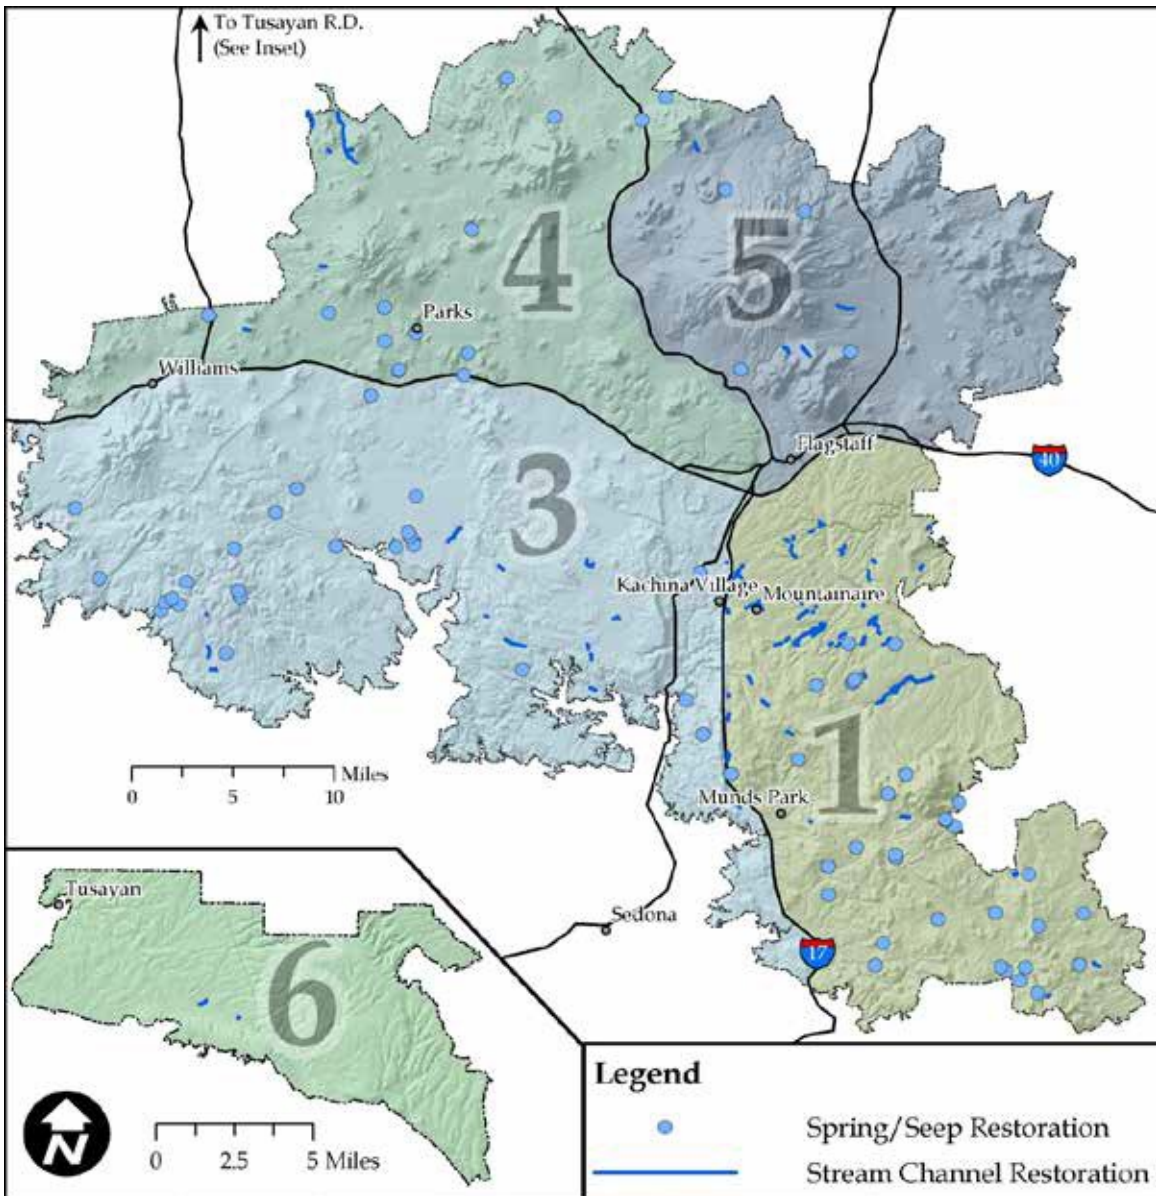 To Tusayan R.D.
(See Inset)
4
5
Parks
Williams
Flagstaff
40
3
Kachina Village
Mountainaire
1
Miles
0 5 10
Munds Park
Tusayan
Sedona
17
6
N
0 2.5 5 Miles
Legend
Spring/Seep Restoration
Stream Channel Restoration